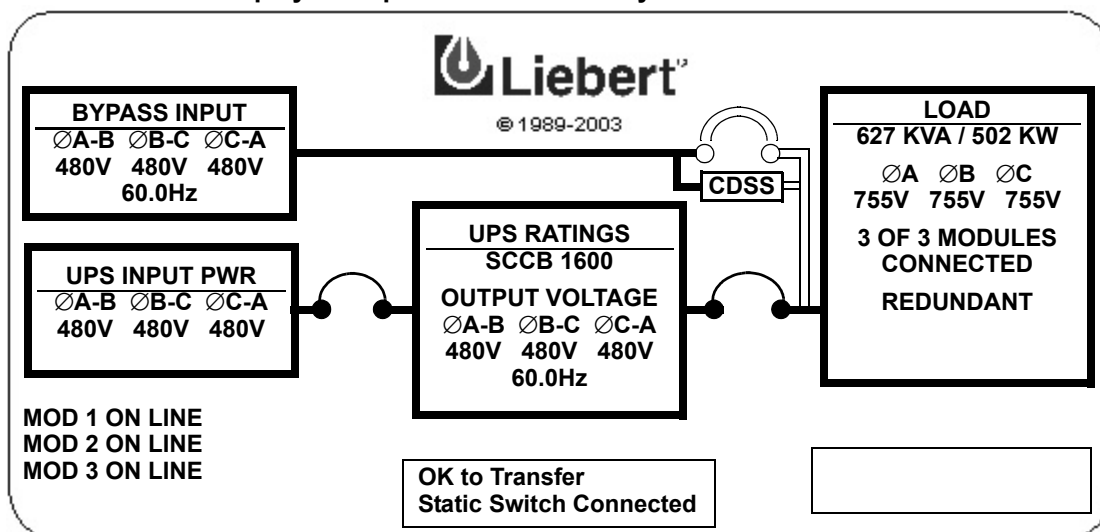 Liebert
© 1989-2003
BYPASS INPUT
∅A-B ∅B-C ∅C-A
480V 480V 480V
60.0Hz
CDSS
LOAD
627 KVA / 502 KW
∅A ∅B ∅C
755V 755V 755V
3 OF 3 MODULES
CONNECTED
REDUNDANT
UPS INPUT PWR
∅A-B ∅B-C ∅C-A
480V 480V 480V
UPS RATINGS
SCCB 1600
OUTPUT VOLTAGE
∅A-B ∅B-C ∅C-A
480V 480V 480V
60.0Hz
MOD 1 ON LINE
MOD 2 ON LINE
MOD 3 ON LINE
OK to Transfer
Static Switch Connected